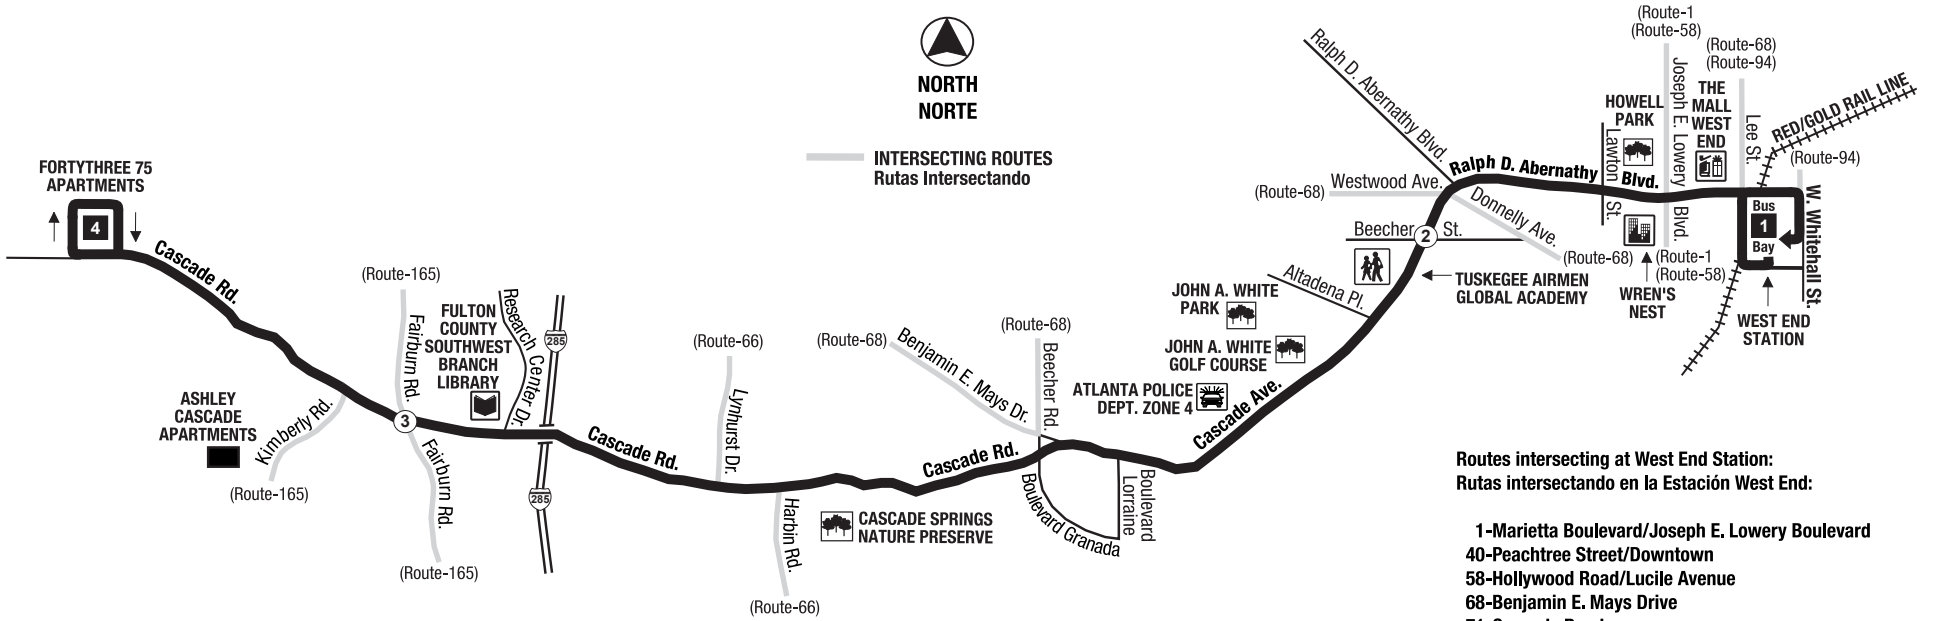 NORTH
NORTE
INTERSECTING ROUTES
Rutas Intersectando
FORTYTHREE 75
APARTMENTS
4
Cascade Rd.
(Route-165)
Fairburn Rd.
FULTON
COUNTY
SOUTHWEST
BRANCH
LIBRARY
Research Center Dr.
285
ASHLEY
CASCADE
APARTMENTS
Kimberly Rd.
(Route-165)
3
Fairburn Rd.
(Route-165)
285
Cascade Rd.
(Route-66)
Lynhurst Dr.
Harbin Rd.
(Route-66)
CASCADE SPRINGS
NATURE PRESERVE
(Route-68)
Benjamin E. Mays Dr.
(Route-68)
Beecher Rd.
Cascade Rd.
Boulevard Granada
Boulevard
Lorraine
ATLANTA POLICE
DEPT. ZONE 4
JOHN A. WHITE
GOLF COURSE
JOHN A. WHITE
PARK
Cascade Ave.
Altadena Pl.
Beecher St.
2
TUSKEGEE AIRMEN
GLOBAL ACADEMY
(Route-68)
Westwood Ave.
Ralph D. Abernathy Blvd.
Donnelly Ave.
(Route-68)
Ralph D. Abernathy Blvd.
HOWELL
PARK
Lawton St.
(Route-1
(Route-58)
Joseph E. Lowery Blvd.
(Route-1
(Route-58)
WREN'S
NEST
THE
MALL
WEST
END
(Route-68)
(Route-94)
Lee St.
RED/GOLD RAIL LINE
(Route-94)
W. Whitehall St.
Bus
1
Bay
WEST END
STATION
Routes intersecting at West End Station:
Rutas intersectando en la Estación West End:
1-Marietta Boulevard/Joseph E. Lowery Boulevard
40-Peachtree Street/Downtown
58-Hollywood Road/Lucile Avenue
68-Benjamin E. Mays Drive